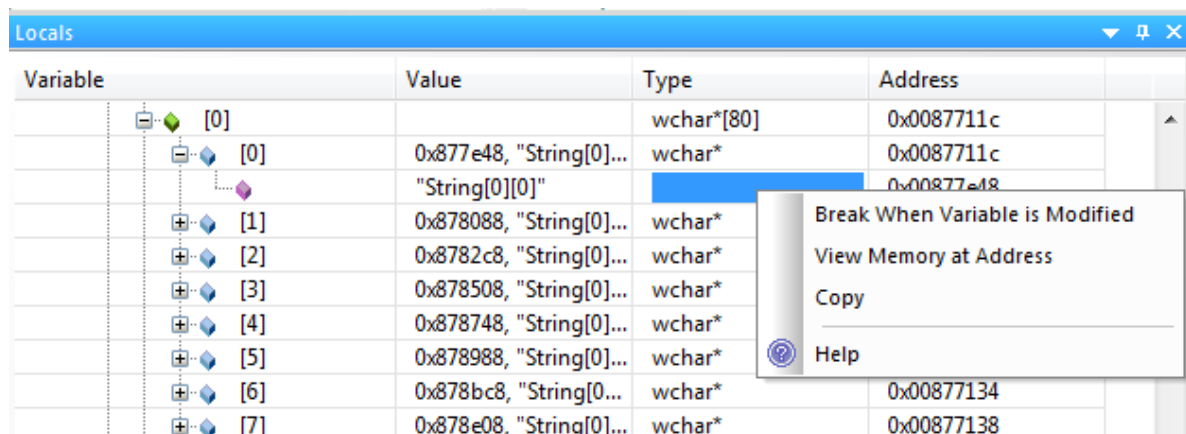 Locals
Variable Value Type Address
[0] wchar*[80] 0x0087711c
[0] 0x877e48, "String[0]... wchar* 0x0087711c
"String[0][0]" 0x00877e48
[1] 0x878088, "String[0]... wchar*
[2] 0x8782c8, "String[0]... wchar*
[3] 0x878508, "String[0]... wchar*
[4] 0x878748, "String[0]... wchar*
[5] 0x878988, "String[0]... wchar*
[6] 0x878bc8, "String[0... wchar* 0x00877134
[7] 0x878e08, "String[0]... wchar* 0x00877138
Break When Variable is Modified
View Memory at Address
Copy
Help